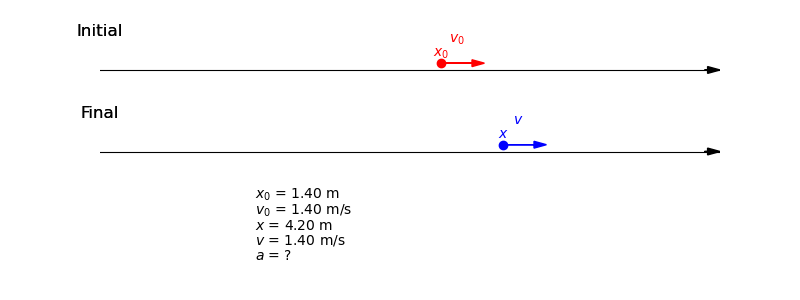 Initial
v₀
x₀
Final
v
x
x₀ = 1.40 m
v₀ = 1.40 m/s
x = 4.20 m
v = 1.40 m/s
a = ?